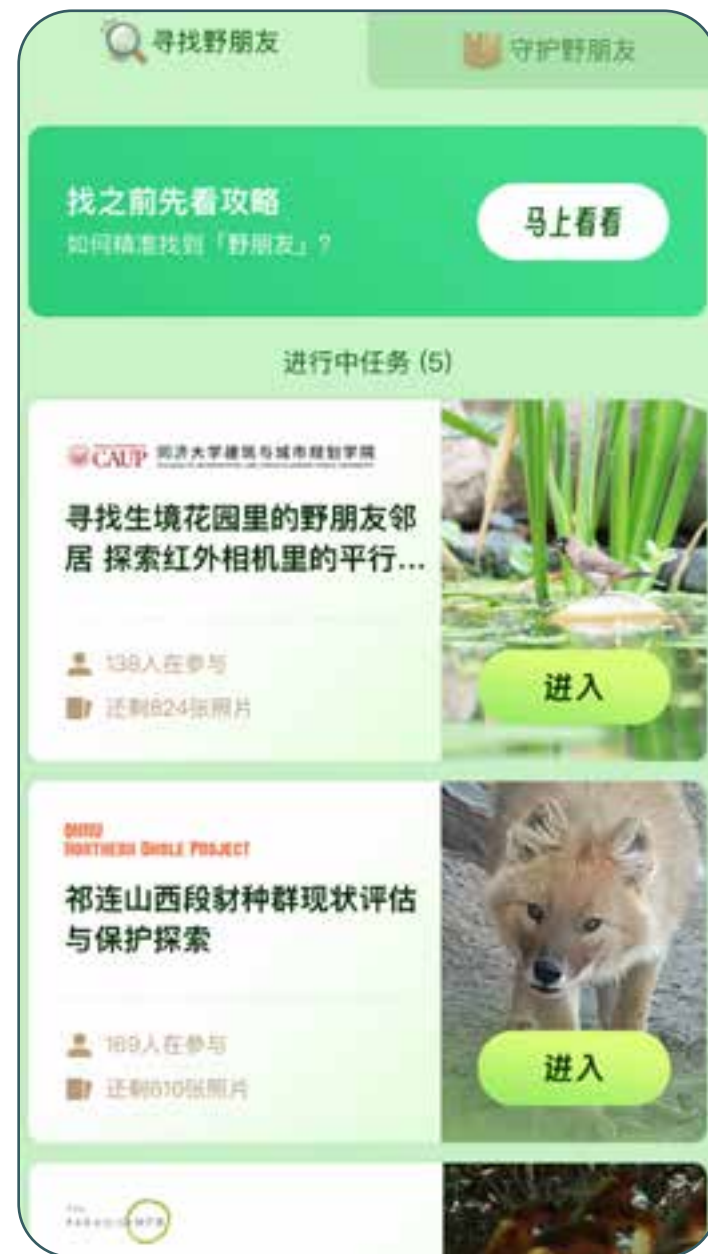 寻找野朋友
守护野朋友
找之前先看攻略
如何精准找到「野朋友」?
马上看看
进行中任务 (5)
CAUP 同济大学建筑与城市规划学院
寻找生境花园里的野朋友邻
居 探索红外相机里的平行...
138人在参与
还剩824张照片
进入
NORTHERN DHOLE PROJECT
祁连山西段豺种群现状评估
与保护探索
169人在参与
还剩610张照片
进入